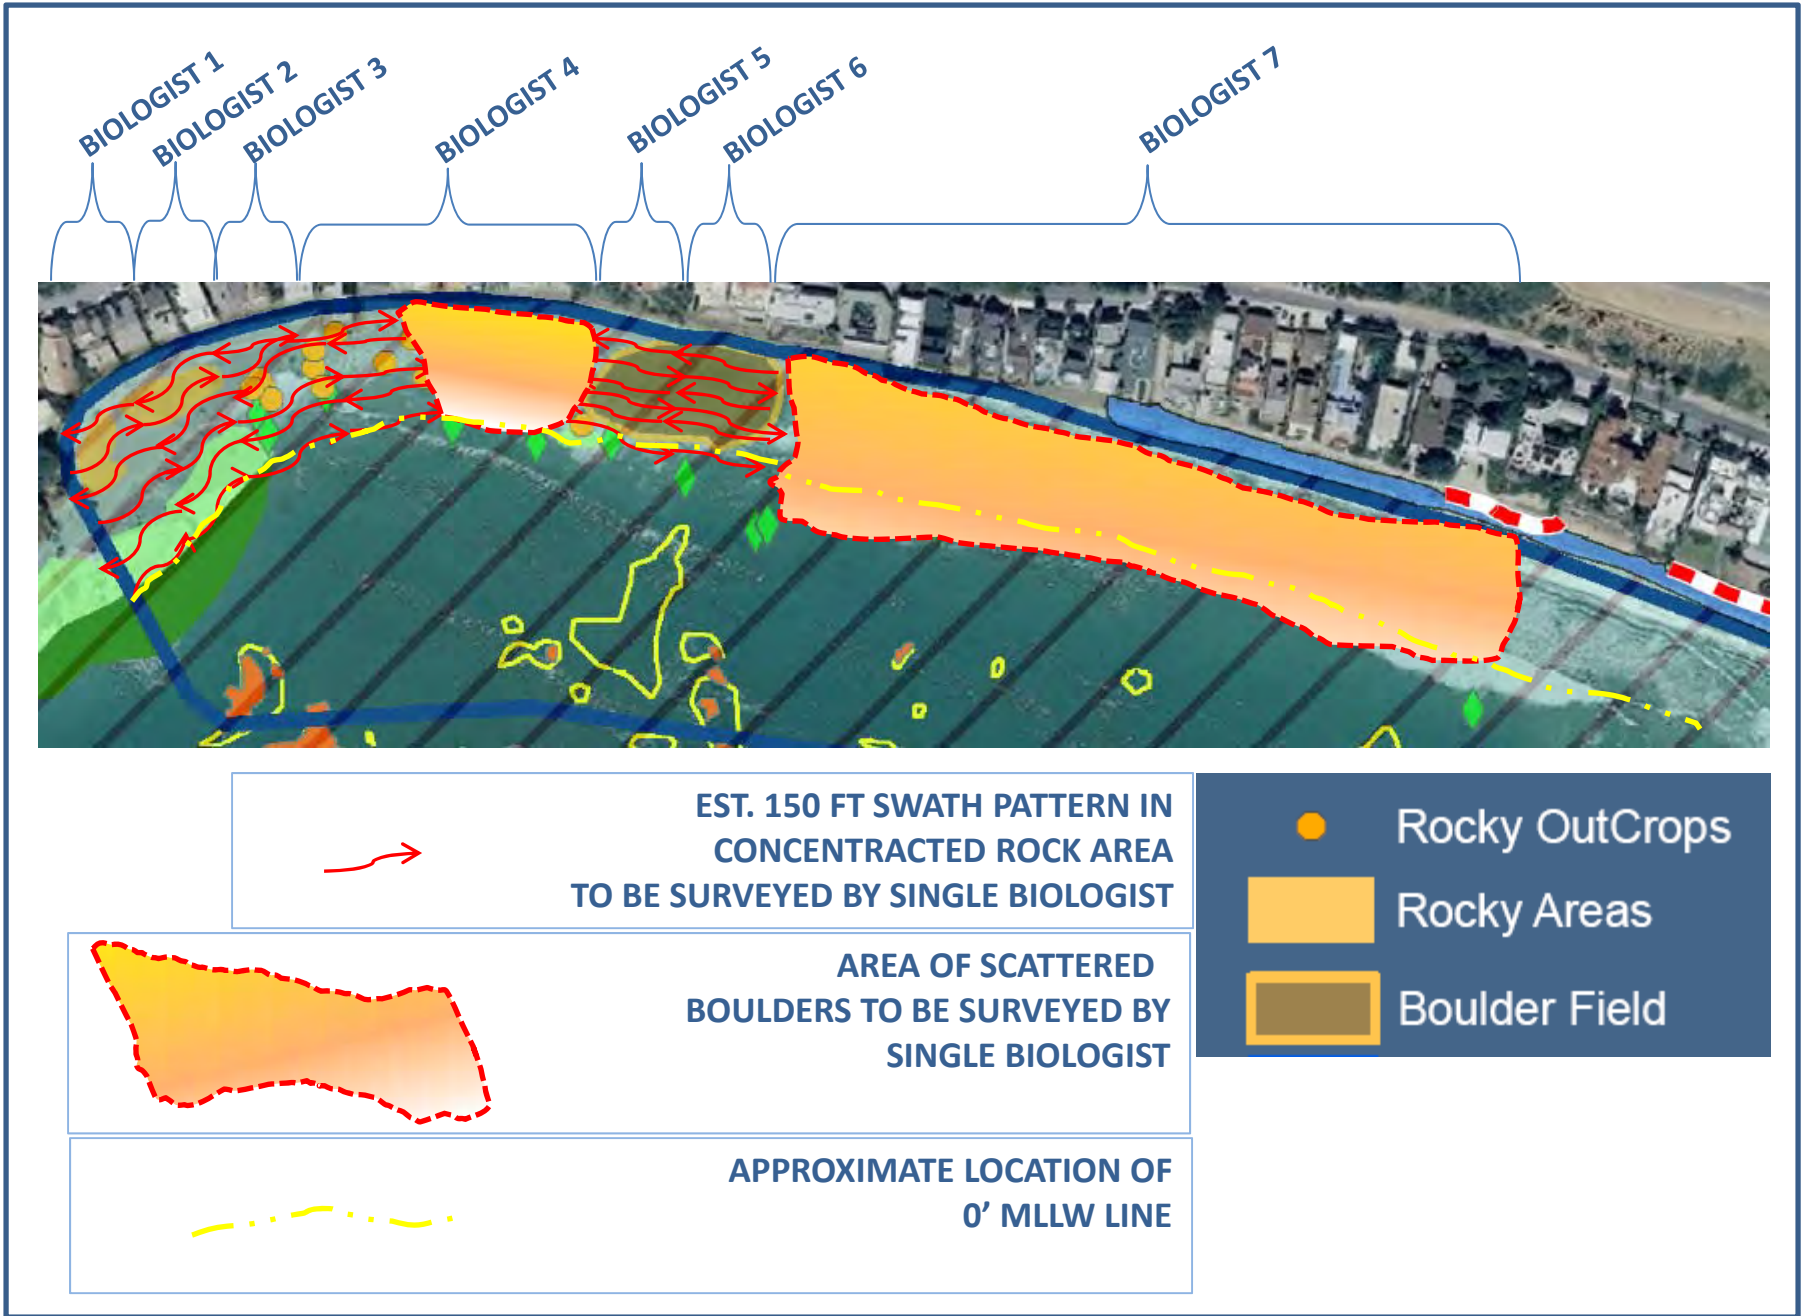 BIOLOGIST 1
BIOLOGIST 2
BIOLOGIST 3
BIOLOGIST 4
BIOLOGIST 5
BIOLOGIST 6
BIOLOGIST 7
EST. 150 FT SWATH PATTERN IN
CONCENTRACTED ROCK AREA
TO BE SURVEYED BY SINGLE BIOLOGIST
AREA OF SCATTERED
BOULDERS TO BE SURVEYED BY
SINGLE BIOLOGIST
APPROXIMATE LOCATION OF
0’ MLLW LINE
Rocky OutCrops
Rocky Areas
Boulder Field